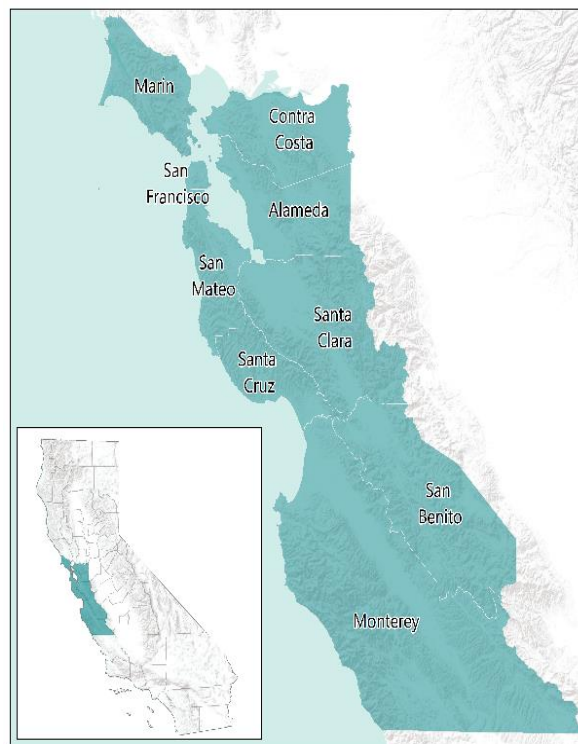 Marin
Contra
Costa
San
Francisco
Alameda
San
Mateo
Santa
Clara
Santa
Cruz
San
Benito
Monterey